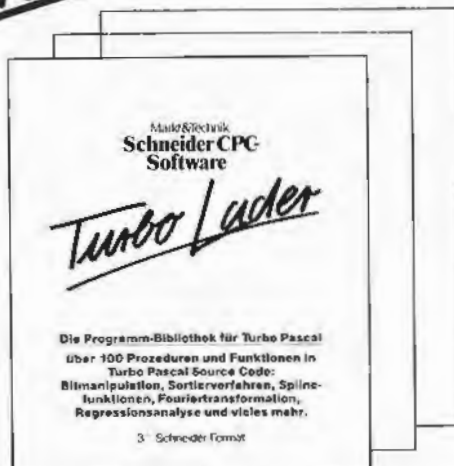 Markt&Technik
Schneider CPC-
Software
Turbo Lader
Die Programm-Bibliothek für Turbo Pascal
über 100 Prozeduren und Funktionen in
Turbo Pascal Source Code:
Bitmanipulation, Sortierverfahren, Spline-
funktionen, Fouriertransformation,
Regressionsanalyse und vieles mehr.
3" Schneider Format